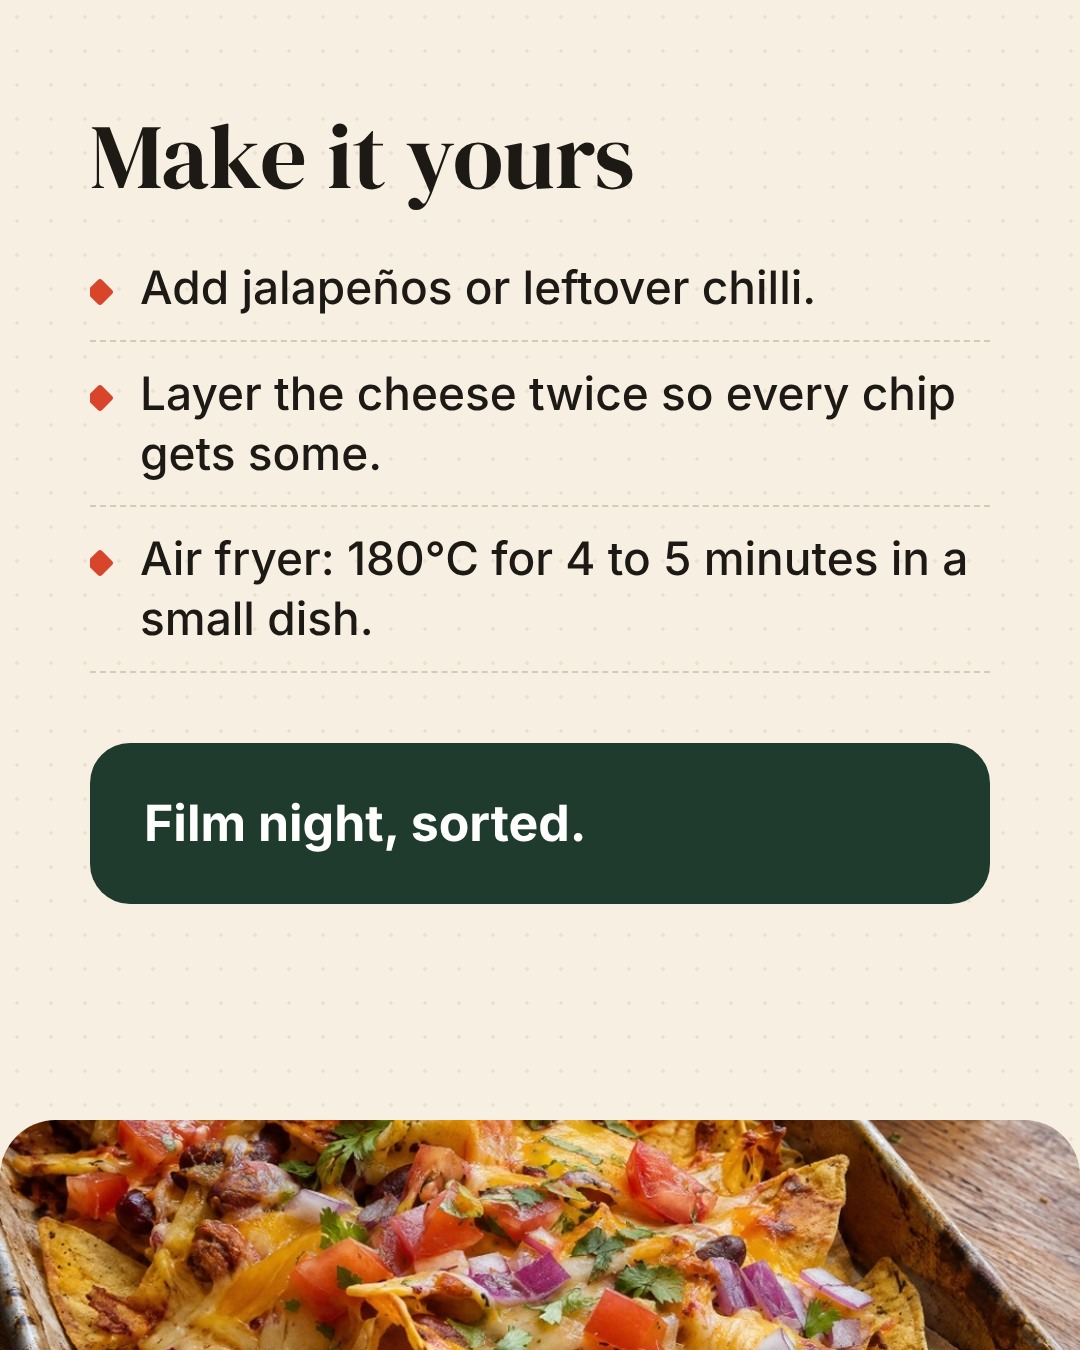 Make it yours
Add jalapeños or leftover chilli.
Layer the cheese twice so every chip
gets some.
Air fryer: 180°C for 4 to 5 minutes in a
small dish.
Film night, sorted.